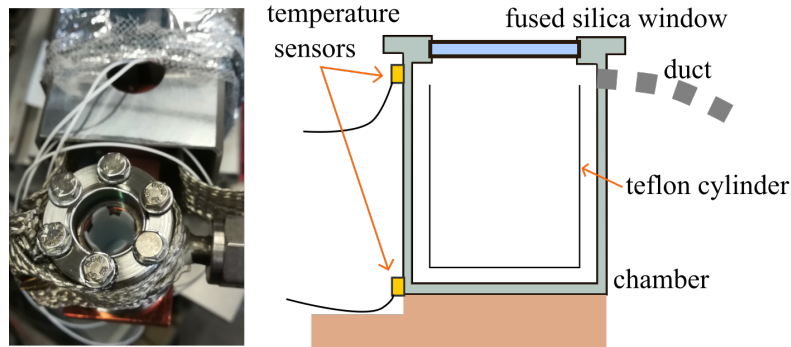 temperature
sensors
fused silica window
duct
teflon cylinder
chamber